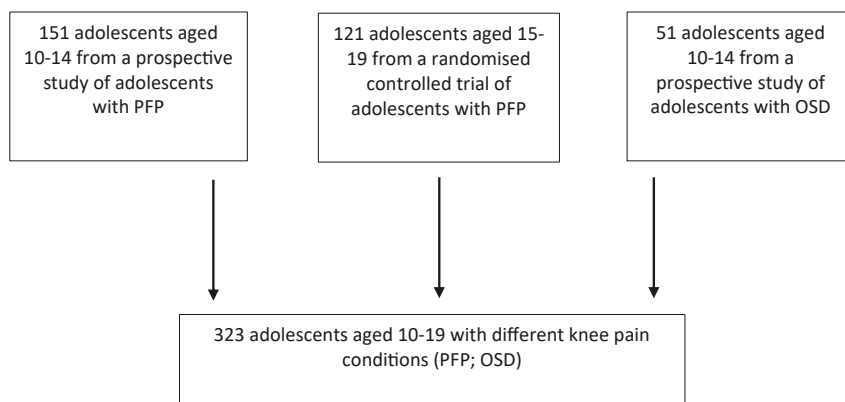 151 adolescents aged
10-14 from a prospective
study of adolescents
with PFP
121 adolescents aged 15-
19 from a randomised
controlled trial of
adolescents with PFP
51 adolescents aged
10-14 from a
prospective study of
adolescents with OSD
323 adolescents aged 10-19 with different knee pain
conditions (PFP; OSD)